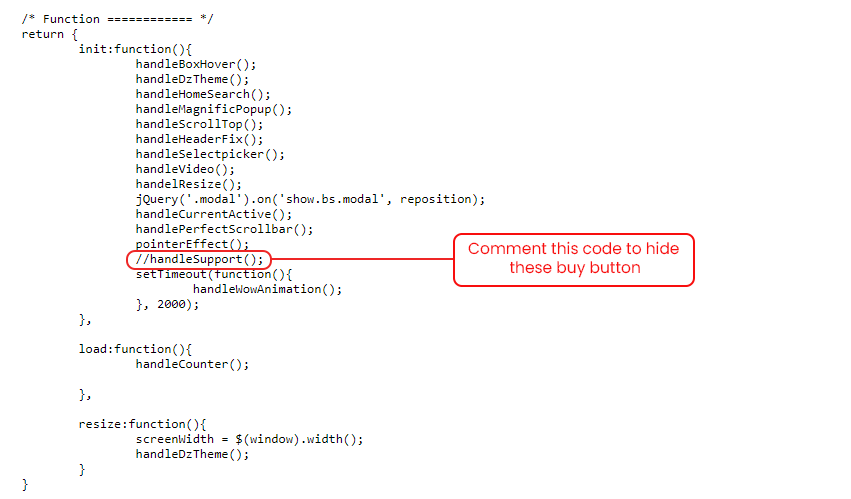 /* Function ============ */
return {
init:function(){
handleBoxHover();
handleDzTheme();
handleHomeSearch();
handleMagnificPopup();
handleScrollTop();
handleHeaderFix();
handleSelectpicker();
handleVideo();
handelResize();
jQuery('.modal').on('show.bs.modal', reposition);
handleCurrentActive();
handlePerfectScrollbar();
pointerEffect();
//handleSupport();
Comment this code to hide
these buy button
setTimeout(function(){
handleWowAnimation();
}, 2000);
},
load:function(){
handleCounter();
},
resize:function(){
screenWidth = $(window).width();
handleDzTheme();
}
}